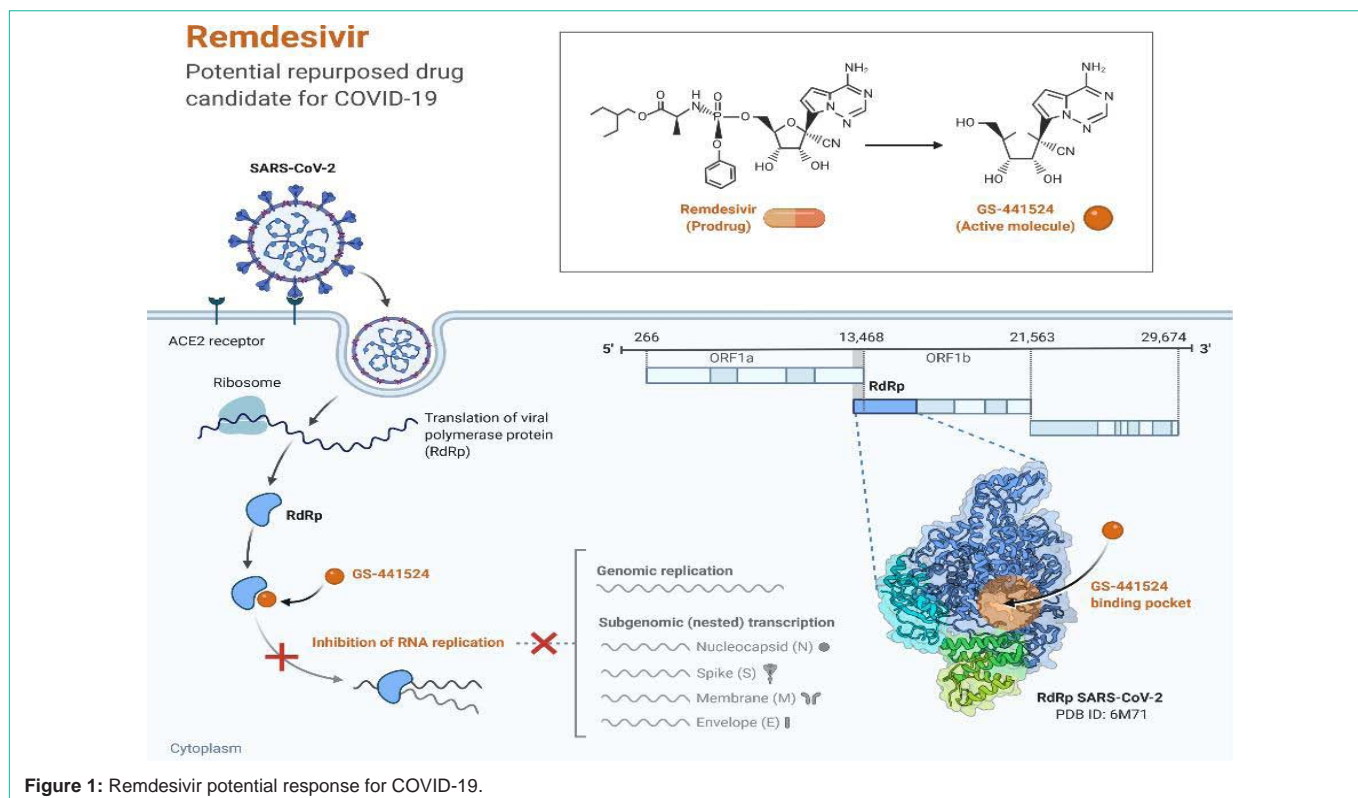 Remdesivir
Potential repurposed drug
candidate for COVID-19
NH₂
N
N
N
O
H
N
O
P
O
O
O
O
CN
HO
OH
NH₂
N
N
N
HO
CN
HO
OH
Remdesivir
(Prodrug)
GS-441524
(Active molecule)
SARS-CoV-2
ACE2 receptor
Ribosome
Translation of viral
polymerase protein
(RdRp)
RdRp
GS-441524
Inhibition of RNA replication
Cytoplasm
266
13,468
21,563
29,674
5'
3'
ORF1a
ORF1b
RdRp
Genomic replication
Subgenomic (nested) transcription
Nucleocapsid (N)
Spike (S)
Membrane (M)
Envelope (E)
GS-441524
binding pocket
RdRp SARS-CoV-2
PDB ID: 6M71
Figure 1: Remdesivir potential response for COVID-19.